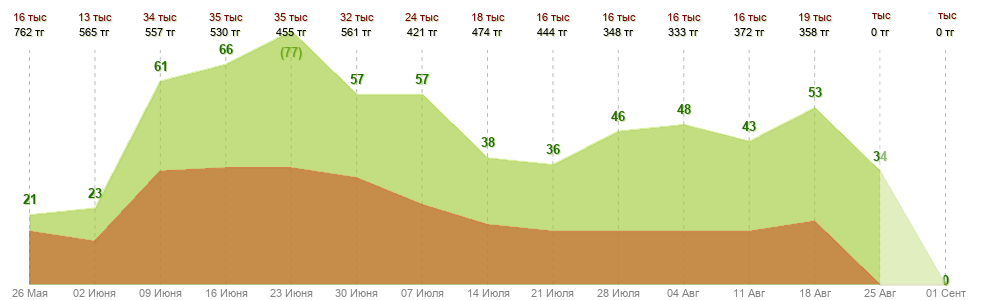 16 тыс 13 тыс 34 тыс 35 тыс 35 тыс 32 тыс 24 тыс 18 тыс 16 тыс 16 тыс 16 тыс 16 тыс 19 тыс тыс тыс
762 тг 565 тг 557 тг 530 тг 455 тг 561 тг 421 тг 474 тг 444 тг 348 тг 333 тг 372 тг 358 тг 0 тг 0 тг
21 23 61 66 (77) 57 57 38 36 46 48 43 53 34 0
26 Мая 02 Июня 09 Июня 16 Июня 23 Июня 30 Июня 07 Июля 14 Июля 21 Июля 28 Июля 04 Авг 11 Авг 18 Авг 25 Авг 01 Сент